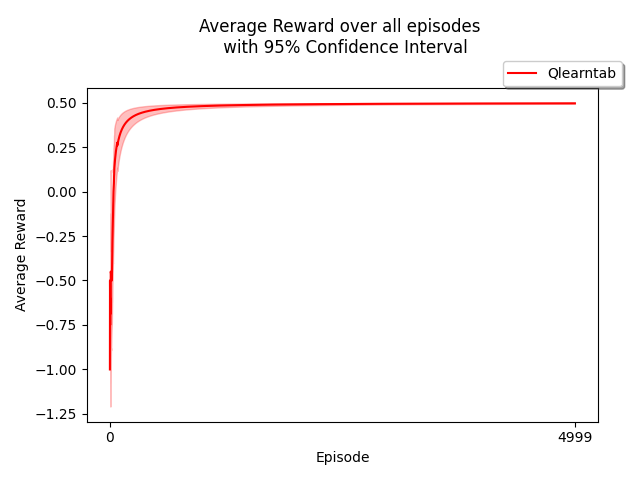 Average Reward over all episodes
with 95% Confidence Interval
Qlearntab
0.50
0.25
0.00
−0.25
−0.50
−0.75
−1.00
−1.25
Average Reward
0
4999
Episode